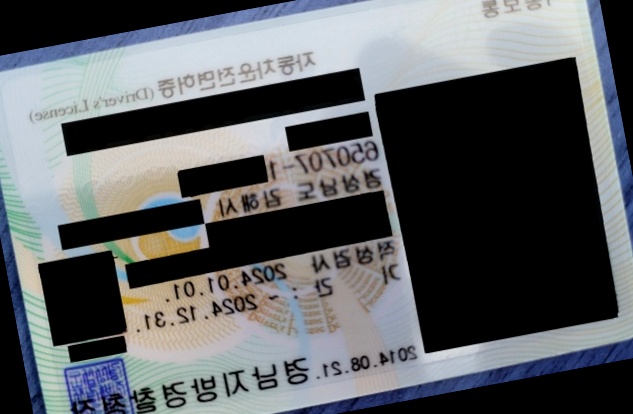 자동차운전면허증 (Driver's License)
650707-1
경상남도 김해시
적성검사 2024.01.01.
기 간 : ~ 2024.12.31.
2014.08.21. 경남지방경찰청장